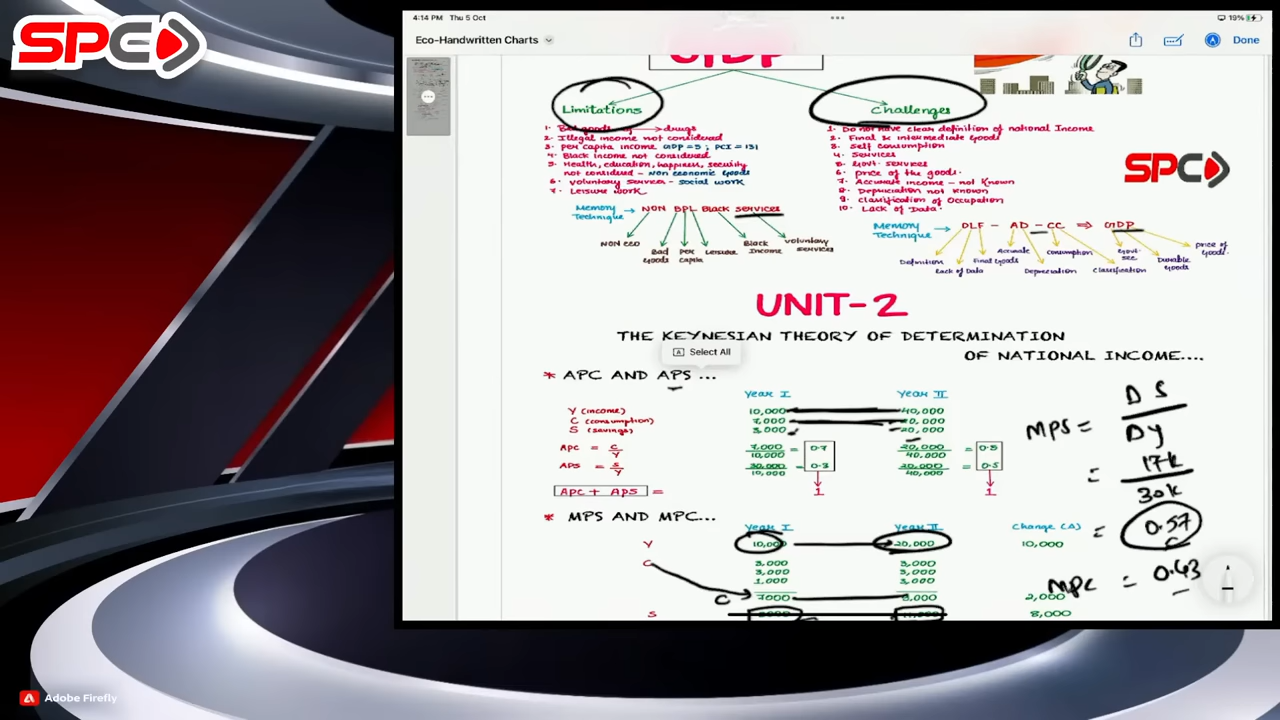 SPC
4:14 PM Thu 5 Oct
19%
Eco-Handwritten Charts
Done
GDP
Limitations
Challenges
2. Illegal income not considered
3. Per Capita income GDP = 5 ; PCI = 131
4. Black income not considered
5. Health, education, happiness, security
not considered - Non economic Goods
6. Voluntary Services - Social work
7. Leisure work
Memory Technique → NON BPL Black Services
NON ECO
Bad Goods
Per Capita
Leisure
Black Income
Voluntary Services
1. Do not have clear definition of national Income
2. Final & intermediate Goods
3. Self Consumption
4. Services
5. Govt. Services
6. Price of the goods.
7. Accurate income - not Known
8. Depreciation not Known
9. Classification of Occupation
10. Lack of Data.
SPC
Memory Technique → DLF - AD - CC ⇒ GDP
Definition
Lack of Data
Final Goods
Accurate
Depreciation
Consumption
Classification
Govt. Sec.
Durable Goods
Price of Goods.
UNIT-2
THE KEYNESIAN THEORY OF DETERMINATION
OF NATIONAL INCOME....
Select All
* APC AND APS ...
Year I Year II
Y (income) 10,000 40,000
C (consumption) 7,000 20,000
S (savings) 3,000 20,000
APC = C/Y 7,000/10,000 = 0.7 20,000/40,000 = 0.5
APS = S/Y 30,000/10,000 = 0.3 20,000/40,000 = 0.5
APC + APS = 1 1
MPS = DS/DY
= 17k/30k
= 0.57
MPC = 0.43
* MPS AND MPC...
Year I Year II Change (Δ)
Y 10,000 20,000 10,000
C 3,000 3,000
3,000 3,000
1,000 3,000
C 7000 9,000 2,000
S 8,000
Adobe Firefly